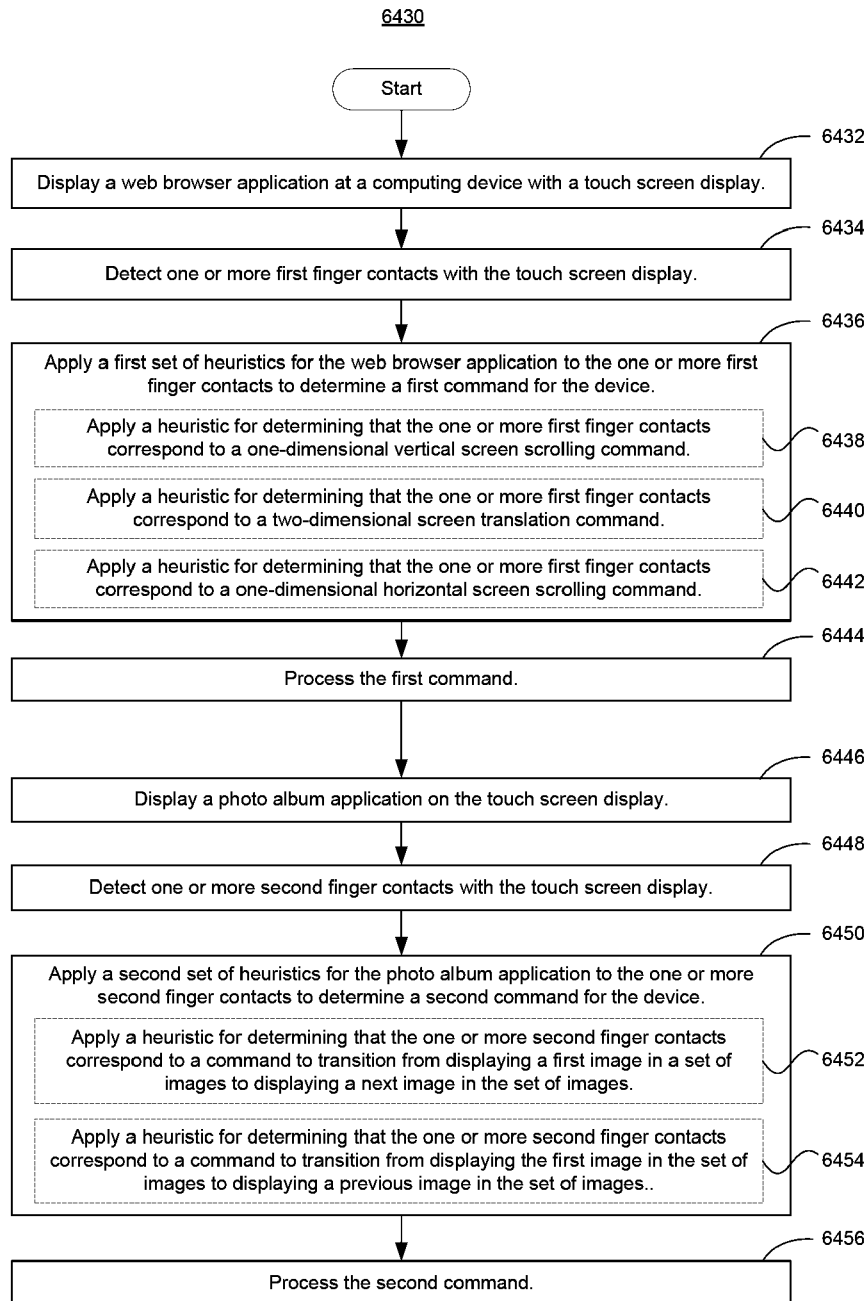 6430
Start
6432
Display a web browser application at a computing device with a touch screen display.
6434
Detect one or more first finger contacts with the touch screen display.
6436
Apply a first set of heuristics for the web browser application to the one or more first
finger contacts to determine a first command for the device.
Apply a heuristic for determining that the one or more first finger contacts
correspond to a one-dimensional vertical screen scrolling command.
6438
Apply a heuristic for determining that the one or more first finger contacts
correspond to a two-dimensional screen translation command.
6440
Apply a heuristic for determining that the one or more first finger contacts
correspond to a one-dimensional horizontal screen scrolling command.
6442
6444
Process the first command.
6446
Display a photo album application on the touch screen display.
6448
Detect one or more second finger contacts with the touch screen display.
6450
Apply a second set of heuristics for the photo album application to the one or more
second finger contacts to determine a second command for the device.
Apply a heuristic for determining that the one or more second finger contacts
correspond to a command to transition from displaying a first image in a set of
images to displaying a next image in the set of images.
6452
Apply a heuristic for determining that the one or more second finger contacts
correspond to a command to transition from displaying the first image in the set of
images to displaying a previous image in the set of images..
6454
6456
Process the second command.